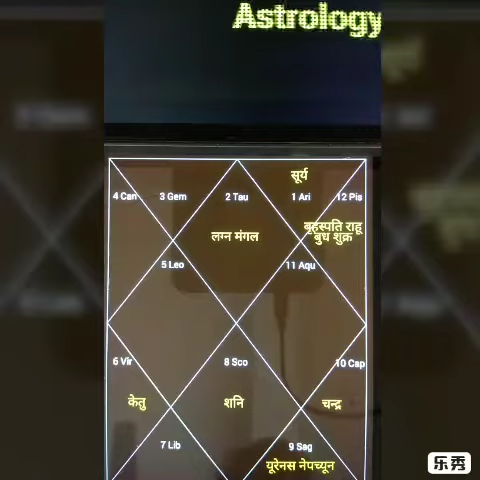 Astrology
सूर्य
4 Can 3 Gem 2 Tau 1 Ari 12 Pis
लग्न मंगल
बृहस्पति राहू
बुध शुक्र
5 Leo 11 Aqu
6 Vir 8 Sco 10 Cap
केतु शनि चन्द्र
7 Lib 9 Sag
यूरेनस नेपच्यून
乐秀